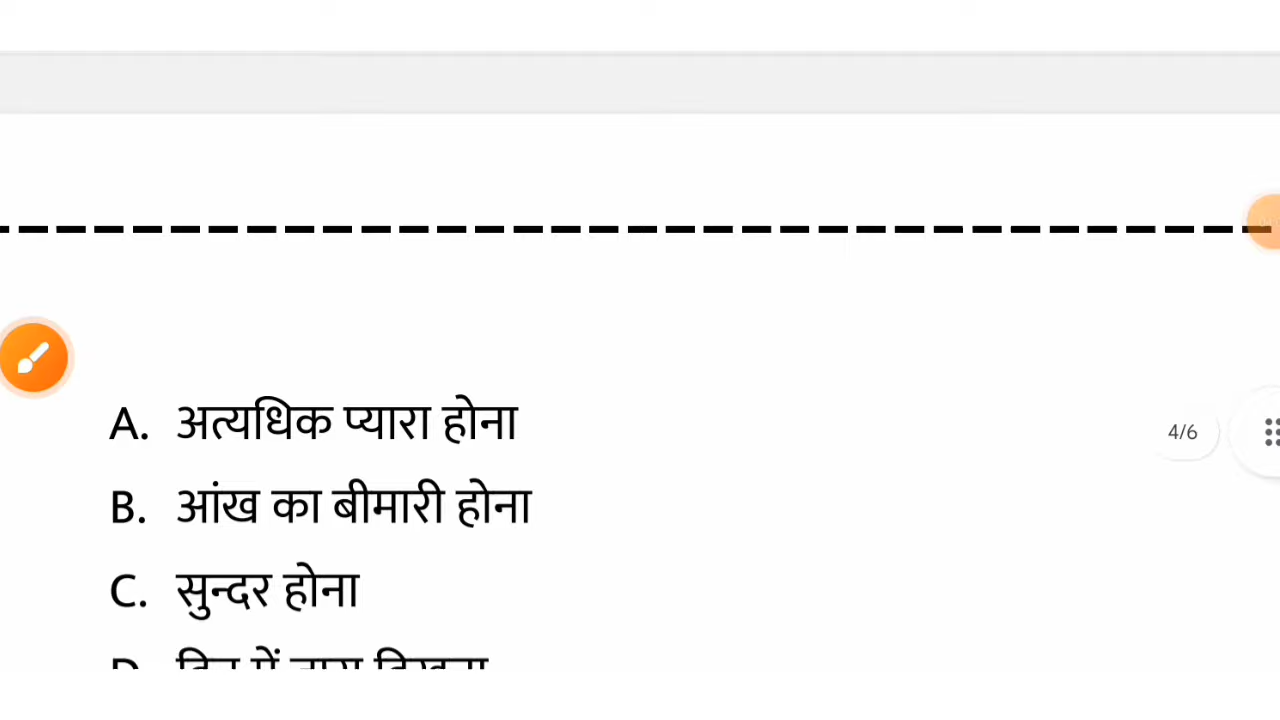 A. अत्यधिक प्यारा होना
4/6
B. आंख का बीमारी होना
C. सुन्दर होना